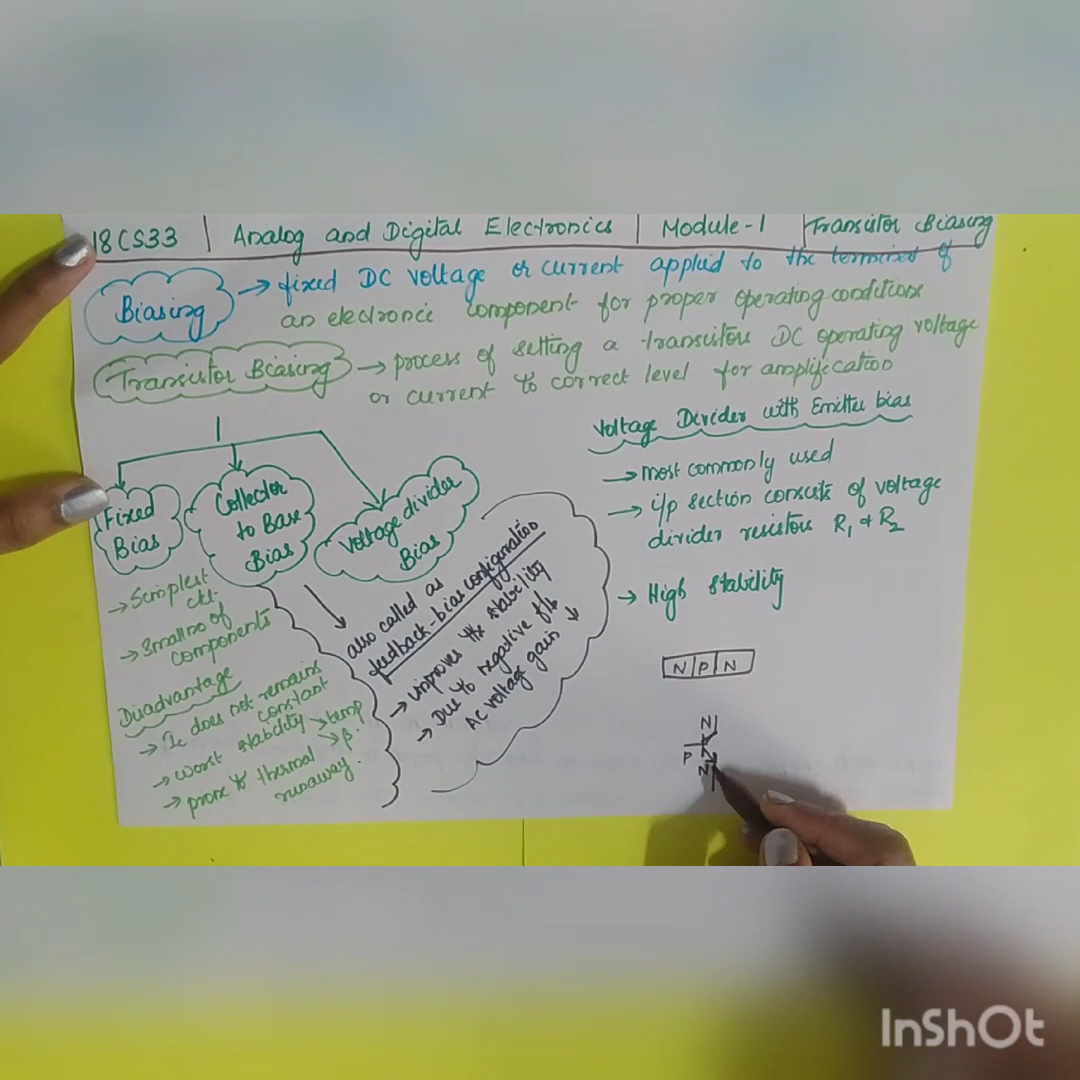 18CS33 | Analog and Digital Electronics | Module-1 | Transistor Biasing
Biasing → fixed DC voltage or current applied to the terminal of
an electronic component for proper operating conditions
Transistor Biasing → process of setting a transistors DC operating voltage
or current to correct level for amplification
Fixed
Bias
→ Simplest
ckt.
→ Small no of
components
Disadvantage
→ Ic does not remains
constant
→ worst stability → temp
→ β.
→ prone to thermal
runaway.
Collector
to Base
Bias
also called as
feedback-bias configuration
→ improves the stability
→ Due to negative f/b
AC voltage gain ↓
Voltage divider
Bias
Voltage Divider with Emitter bias
→ most commonly used
→ i/p section consists of voltage
divider resistors R1 & R2
→ High stability
N P N
N
P
N
InShOt